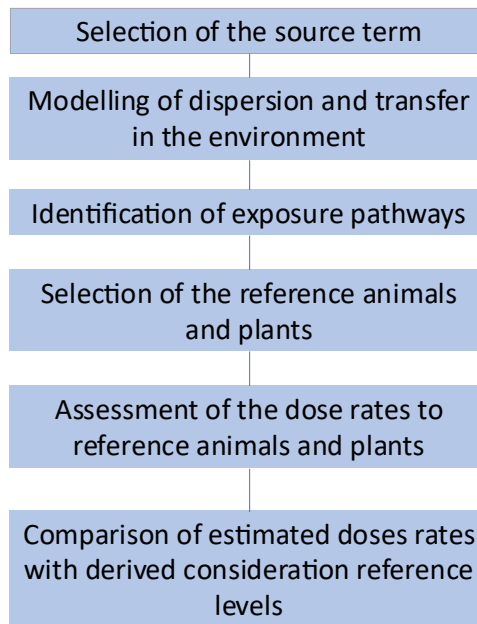 Selection of the source term
Modelling of dispersion and transfer
in the environment
Identification of exposure pathways
Selection of the reference animals
and plants
Assessment of the dose rates to
reference animals and plants
Comparison of estimated doses rates
with derived consideration reference
levels